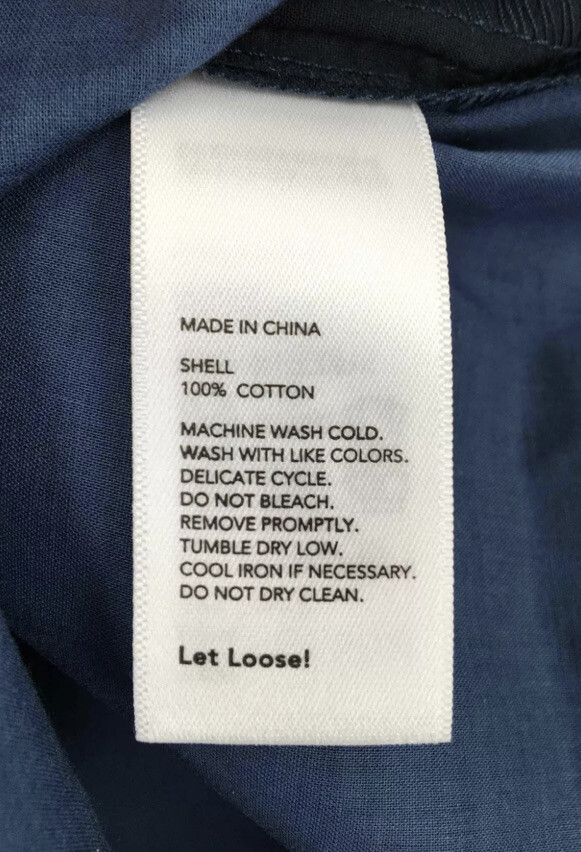 MADE IN CHINA
SHELL
100% COTTON
MACHINE WASH COLD.
WASH WITH LIKE COLORS.
DELICATE CYCLE.
DO NOT BLEACH.
REMOVE PROMPTLY.
TUMBLE DRY LOW.
COOL IRON IF NECESSARY.
DO NOT DRY CLEAN.
Let Loose!